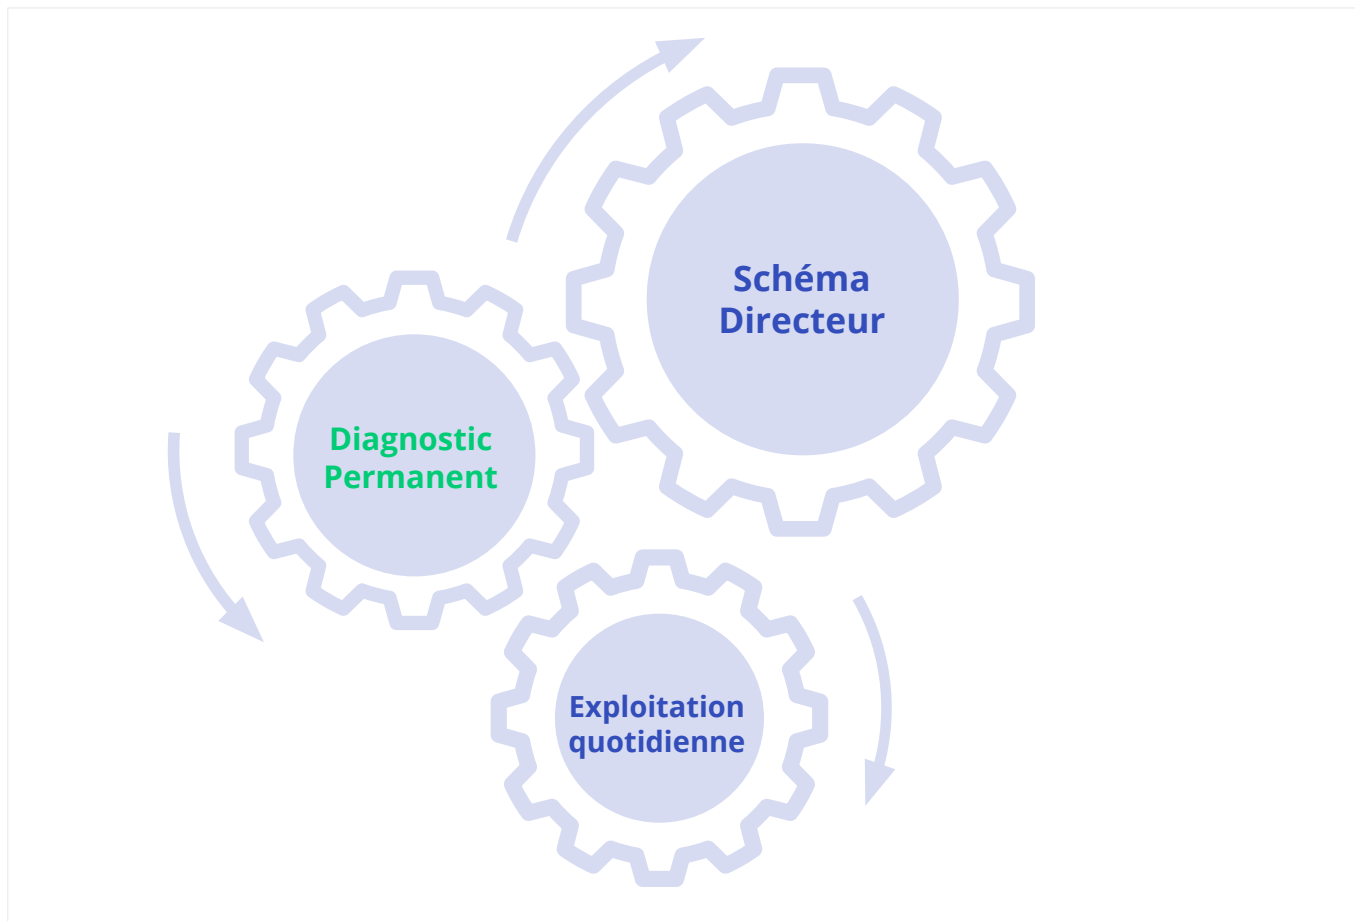 Schéma
Directeur
Diagnostic
Permanent
Exploitation
quotidienne